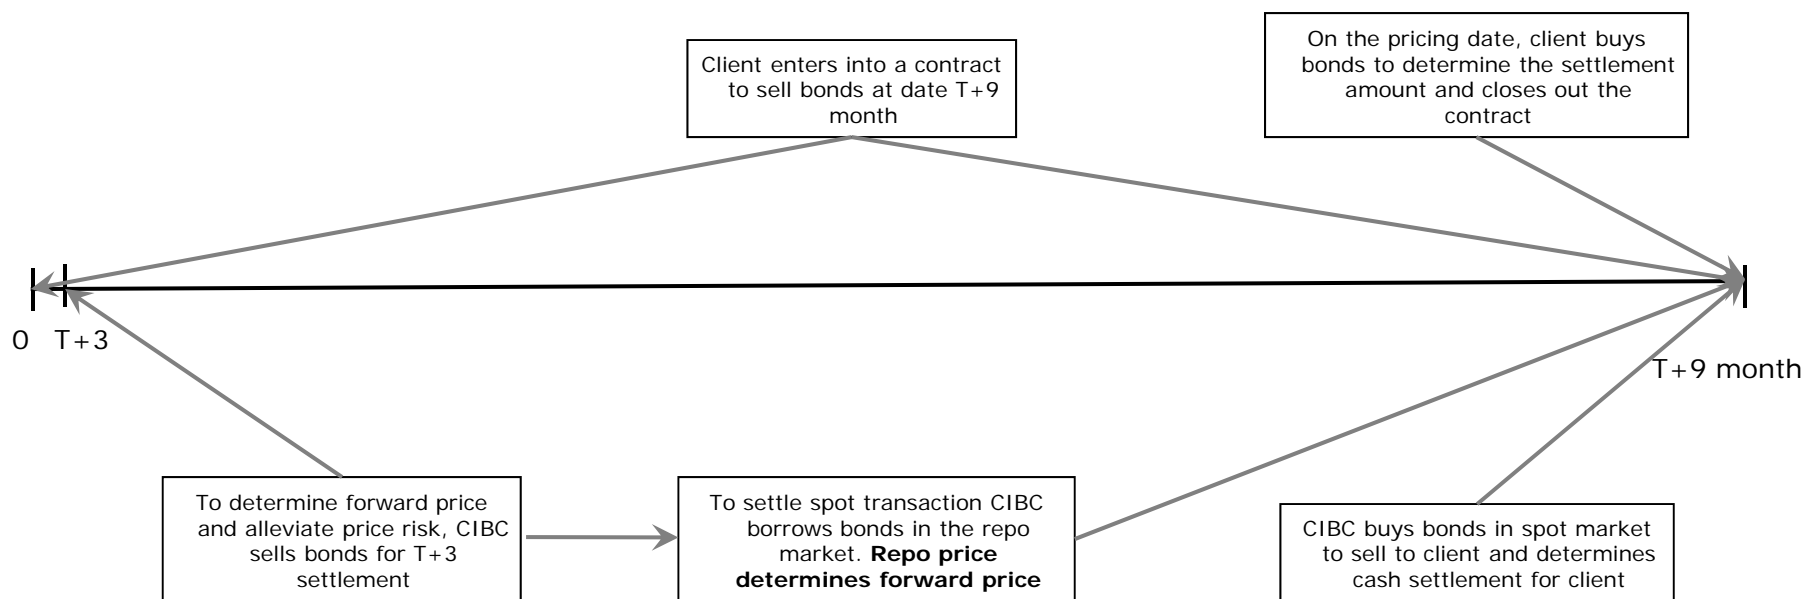 Client enters into a contract
to sell bonds at date T+9
month
On the pricing date, client buys
bonds to determine the settlement
amount and closes out the
contract
0 T+3
T+9 month
To determine forward price
and alleviate price risk, CIBC
sells bonds for T+3
settlement
To settle spot transaction CIBC
borrows bonds in the repo
market. Repo price
determines forward price
CIBC buys bonds in spot market
to sell to client and determines
cash settlement for client